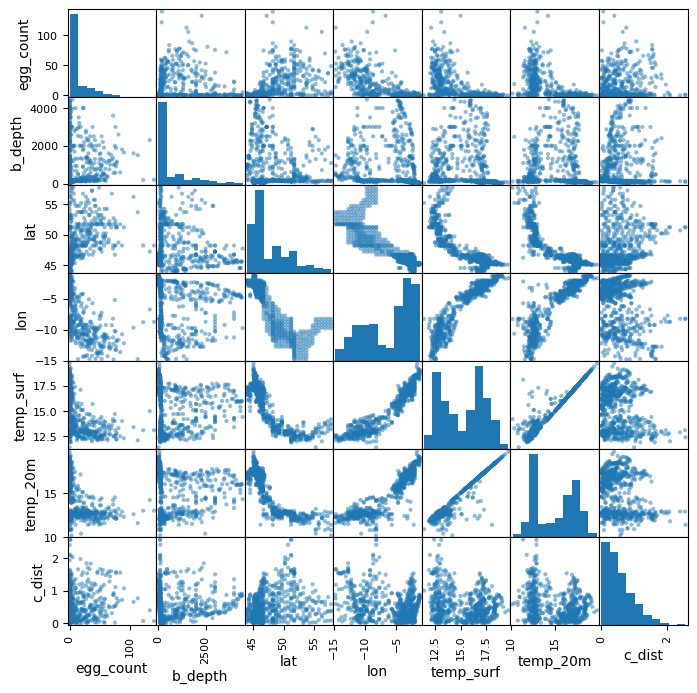 egg_count
0
50
100
b_depth
0
2000
4000
lat
45
50
55
lon
−15
−10
−5
temp_surf
12.5
15.0
17.5
temp_20m
10
15
c_dist
0
1
2
0 100
0 2500
45 50 55
−15 −10 −5
12.5 15.0 17.5
10 15
0 2
egg_count b_depth lat lon temp_surf temp_20m c_dist